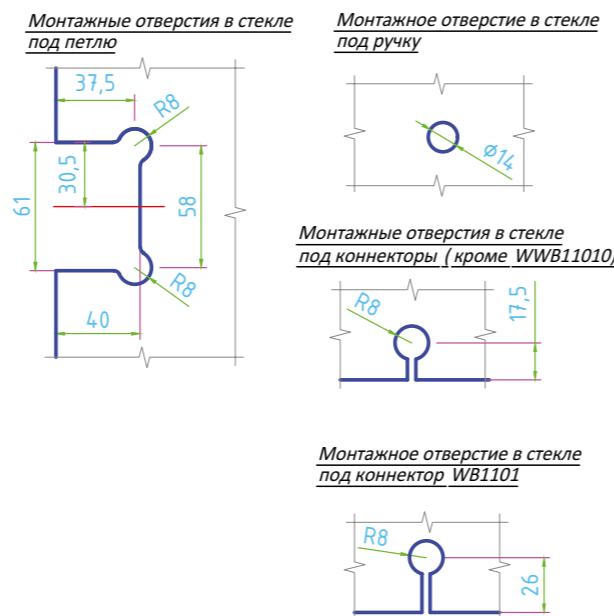 Монтажные отверстия в стекле
под петлю
37,5
R8
30,5
61
58
R8
40
Монтажное отверстие в стекле
под ручку
Ø14
Монтажные отверстия в стекле
под коннекторы (кроме WWB11010)
R8
17,5
Монтажное отверстие в стекле
под коннектор WB1101
R8
26